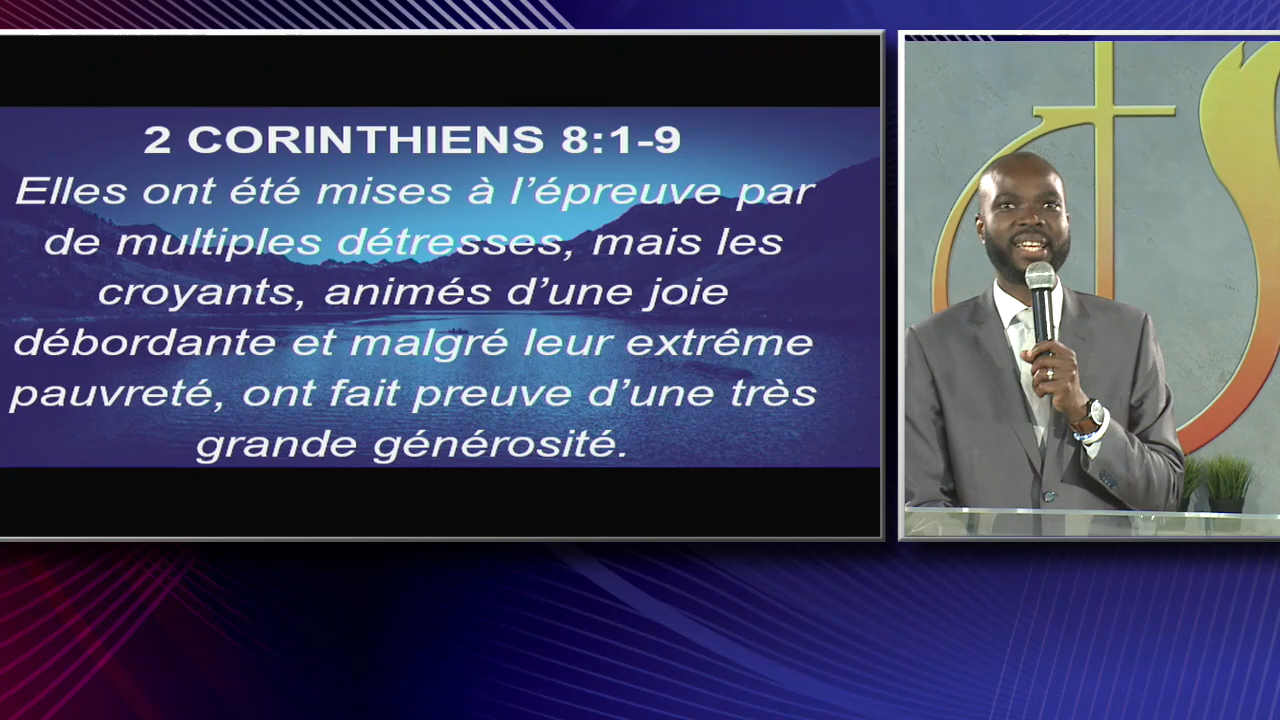 2 CORINTHIENS 8:1-9
Elles ont été mises à l’épreuve par
de multiples détresses, mais les
croyants, animés d’une joie
débordante et malgré leur extrême
pauvreté, ont fait preuve d’une très
grande générosité.